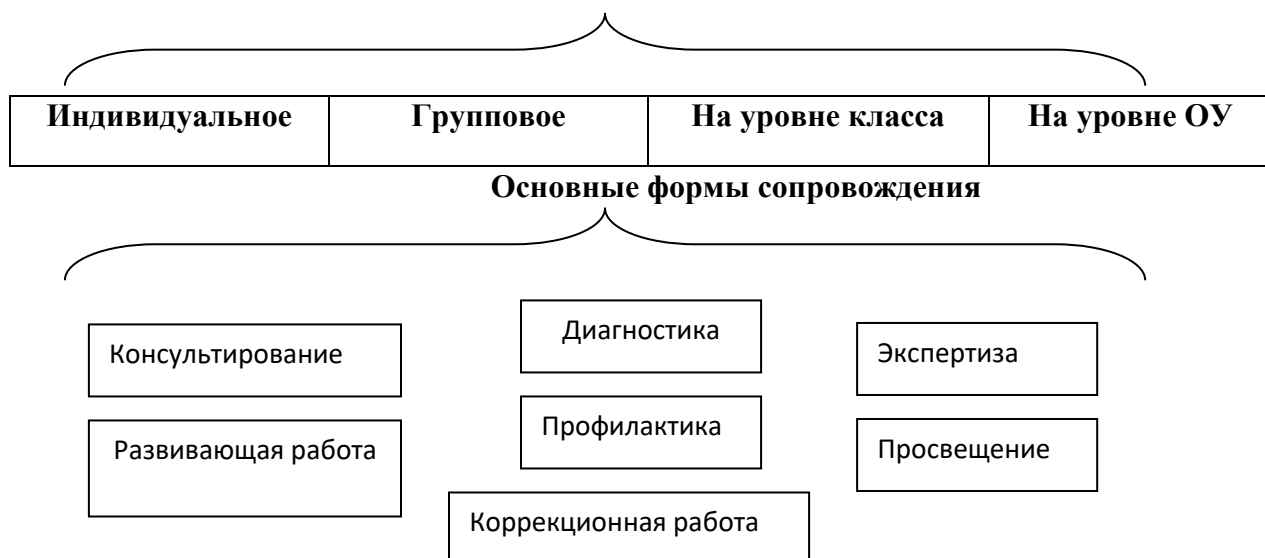 Индивидуальное
Групповое
На уровне класса
На уровне ОУ
Основные формы сопровождения
Консультирование
Диагностика
Экспертиза
Развивающая работа
Профилактика
Просвещение
Коррекционная работа